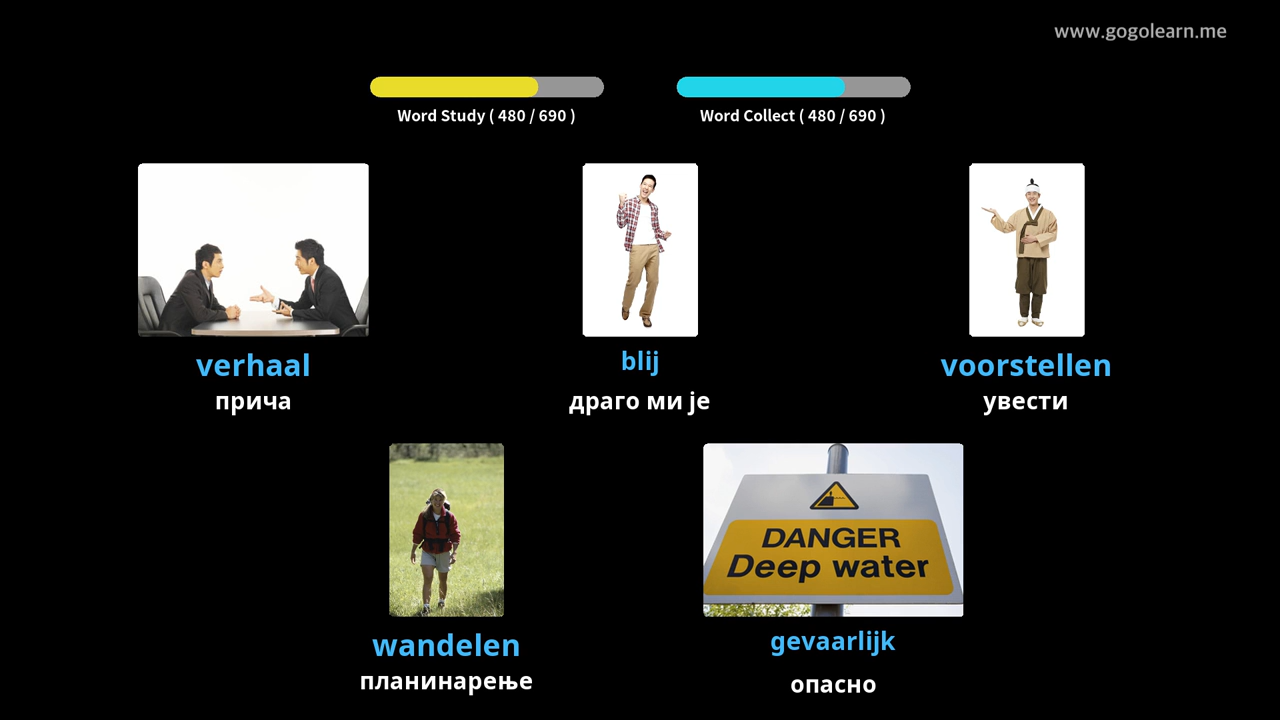 www.gogolearn.me
Word Study ( 480 / 690 )
Word Collect ( 480 / 690 )
verhaal
прича
blij
драго ми је
voorstellen
увести
wandelen
планинарење
DANGER
Deep water
gevaarlijk
опасно